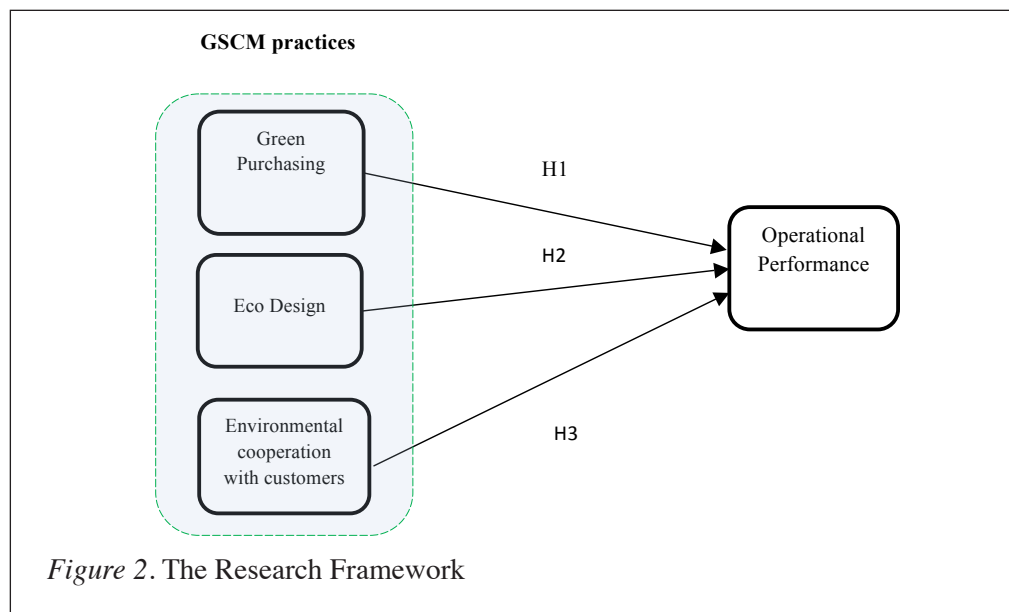 GSCM practices
Green
Purchasing
H1
Operational
Performance
H2
Eco Design
Environmental
cooperation
with customers
H3
Figure 2. The Research Framework